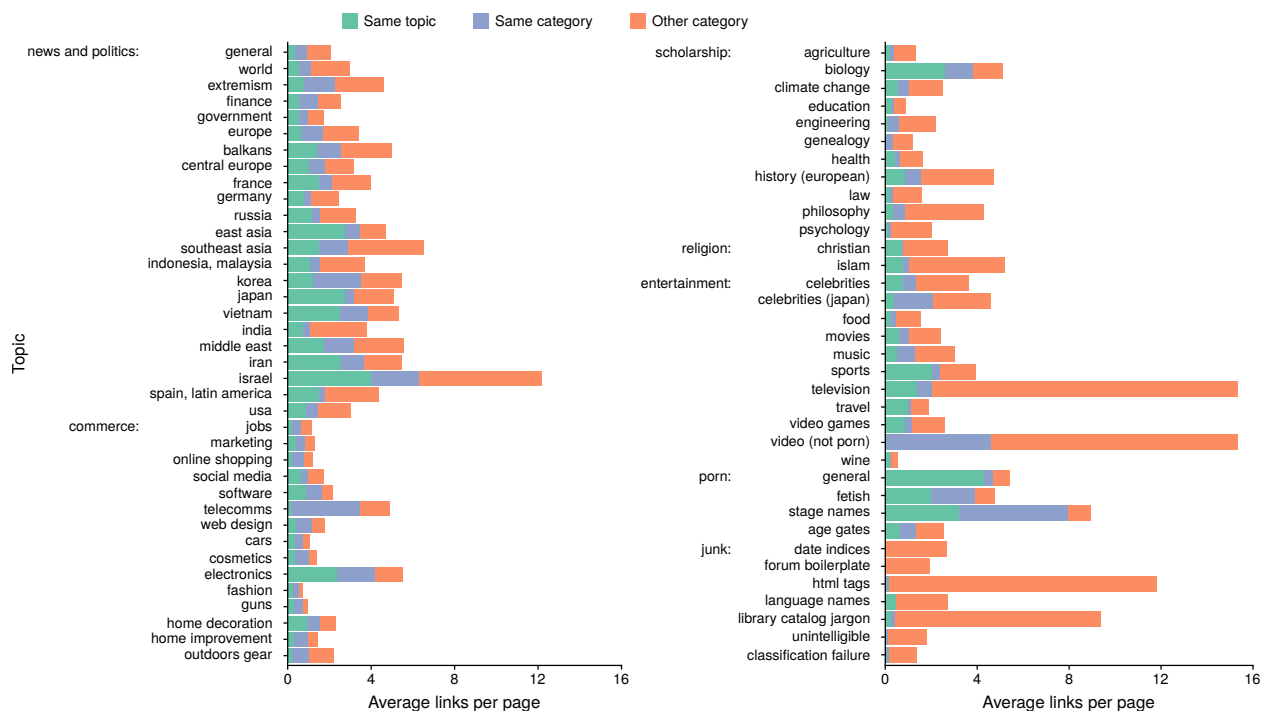 Same topic
Same category
Other category
Topic
news and politics:
general
world
extremism
finance
government
europe
balkans
central europe
france
germany
russia
east asia
southeast asia
indonesia, malaysia
korea
japan
vietnam
india
middle east
iran
israel
spain, latin america
usa
commerce:
jobs
marketing
online shopping
social media
software
telecomms
web design
cars
cosmetics
electronics
fashion
guns
home decoration
home improvement
outdoors gear
0 4 8 12 16
Average links per page
scholarship:
agriculture
biology
climate change
education
engineering
genealogy
health
history (european)
law
philosophy
psychology
religion:
christian
islam
entertainment:
celebrities
celebrities (japan)
food
movies
music
sports
television
travel
video games
video (not porn)
wine
porn:
general
fetish
stage names
age gates
junk:
date indices
forum boilerplate
html tags
language names
library catalog jargon
unintelligible
classification failure
0 4 8 12 16
Average links per page